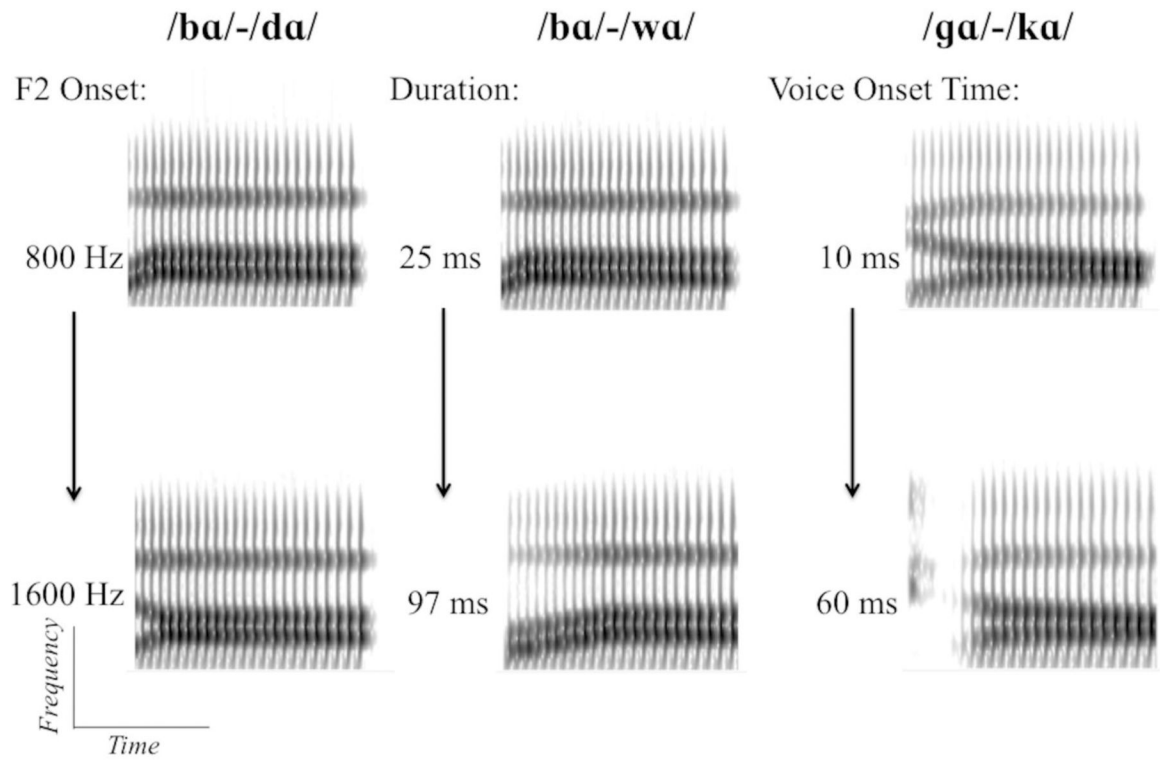 /bɑ/-/dɑ/
/bɑ/-/wɑ/
/ɡɑ/-/kɑ/
F2 Onset:
Duration:
Voice Onset Time:
800 Hz
25 ms
10 ms
1600 Hz
97 ms
60 ms
Frequency
Time